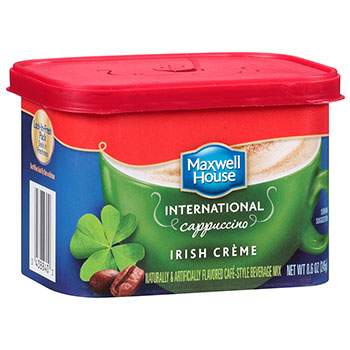 Maxwell
House
INTERNATIONAL
cappuccino
IRISH CRÈME
NATURALLY & ARTIFICIALLY FLAVORED CAFÉ-STYLE BEVERAGE MIX
NET WT 8.6 OZ